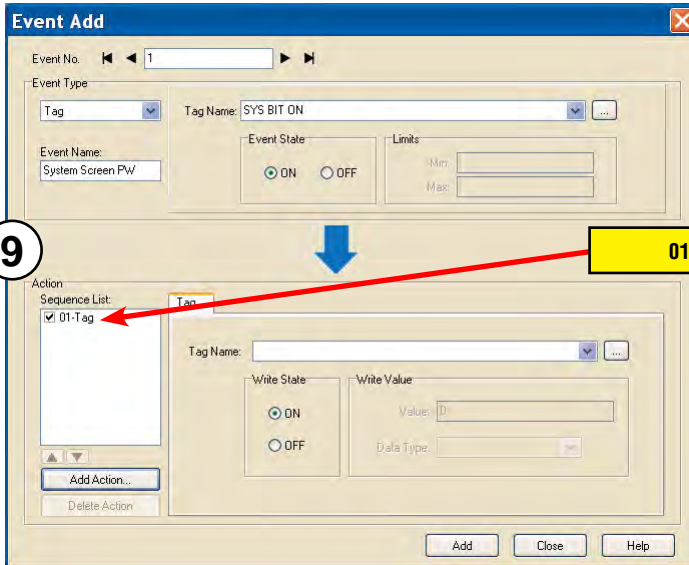 Event Add
Event No. 1
Event Type
Tag
Tag Name: SYS BIT ON ...
Event Name:
System Screen PW
Event State
ON OFF
Limits
Min:
Max:
9
01
Action
Sequence List:
01-Tag
Tag
Tag Name: ...
Write State
ON
OFF
Write Value
Value: 0
Data Type:
Add Action...
Delete Action
Add Close Help